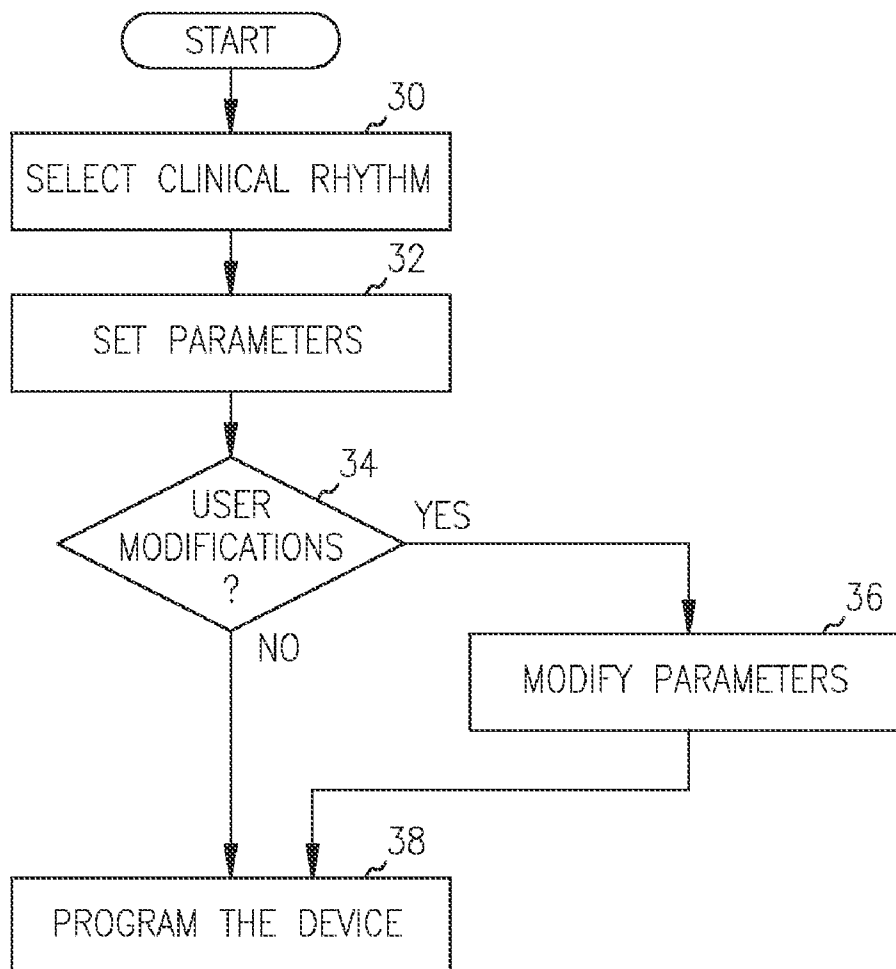 START
30
SELECT CLINICAL RHYTHM
32
SET PARAMETERS
34
USER
MODIFICATIONS
?
YES
NO
36
MODIFY PARAMETERS
38
PROGRAM THE DEVICE